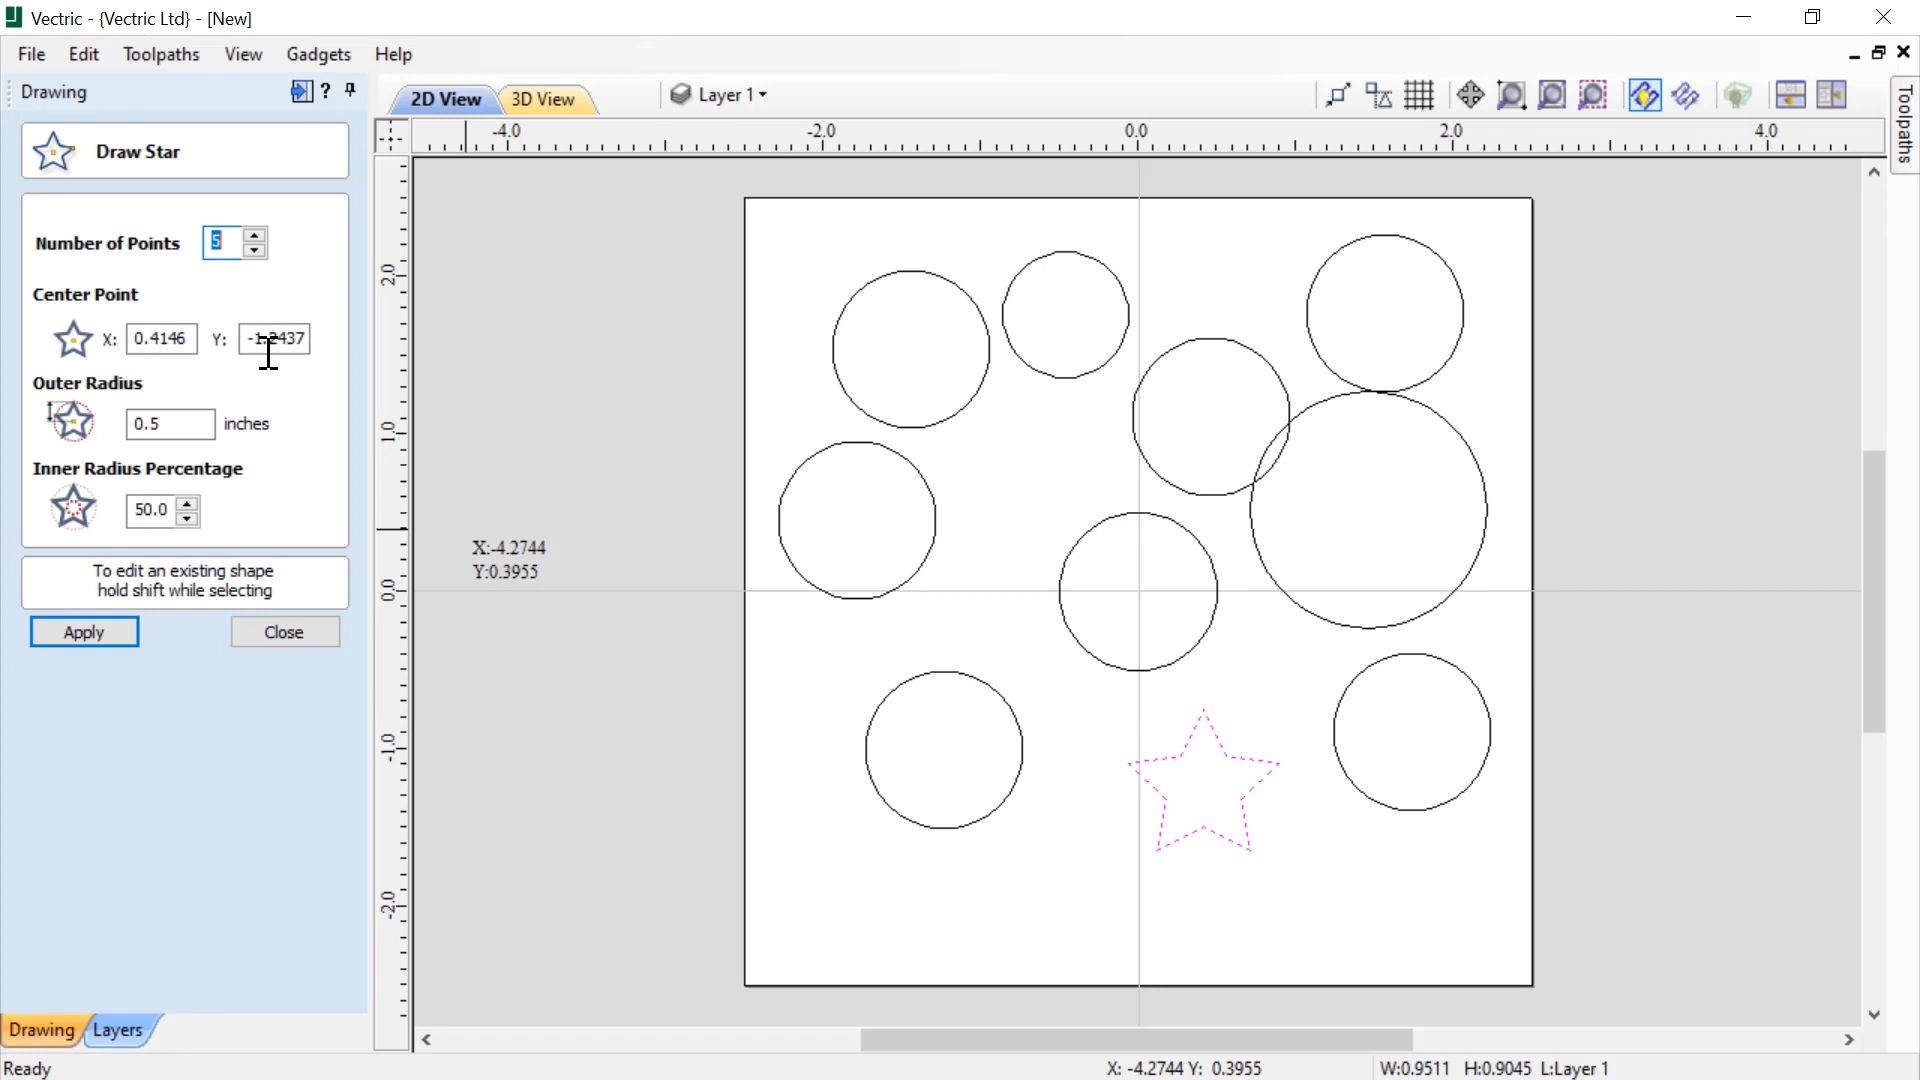 Vectric - {Vectric Ltd} - [New]
File Edit Toolpaths View Gadgets Help
Drawing ?
2D View 3D View Layer 1
Toolpaths
Draw Star
-4.0 -2.0 0.0 2.0 4.0
Number of Points 5
2.0
Center Point
X: 0.4146 Y: -1.2437
Outer Radius
0.5 inches
1.0
Inner Radius Percentage
50.0
X:-4.2744
Y:0.3955
To edit an existing shape
hold shift while selecting
0.0
Apply Close
-1.0
-2.0
Drawing Layers
Ready X: -4.2744 Y: 0.3955 W:0.9511 H:0.9045 L:Layer 1